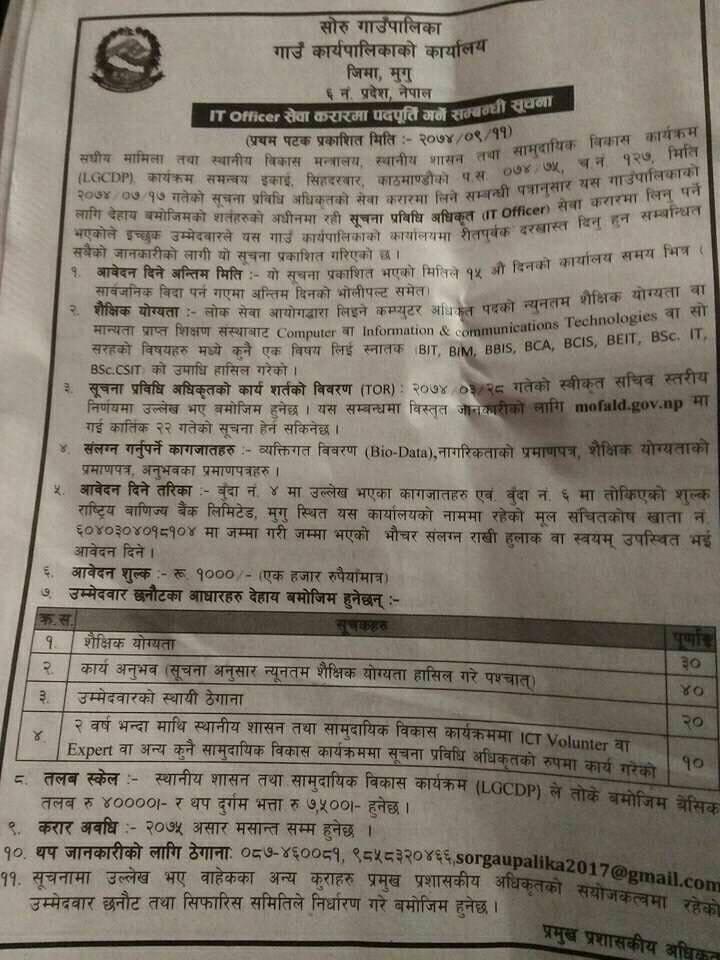 सोरु गाउँपालिका
गाउँ कार्यपालिकाको कार्यालय
जिमा, मुगु
६ नं. प्रदेश, नेपाल
IT Officer सेवा करारमा पदपूर्ति गर्ने सम्बन्धी सूचना
(प्रथम पटक प्रकाशित मिति :- २०७४/०९/११)
संघीय मामिला तथा स्थानीय विकास मन्त्रालय, स्थानीय शासन तथा सामुदायिक विकास कार्यक्रम
(LGCDP), कार्यक्रम समन्वय इकाई, सिंहदरवार, काठमाण्डौको प.स. ०७४/७५, च.नं. १२७, मिति
२०७४/०७/१७ गतेको सूचना प्रविधि अधिकृतको सेवा करारमा लिने सम्बन्धी पत्रानुसार यस गाउँपालिकाको
लागि देहाय बमोजिमको शर्तहरुको अधीनमा रही सूचना प्रविधि अधिकृत (IT Officer) सेवा करारमा लिनु पर्ने
भएकोले इच्छुक उम्मेदवारले यस गाउँ कार्यपालिकाको कार्यालयमा रीतपूर्वक दरखास्त दिनु हुन सम्बन्धित
सबैको जानकारीको लागी यो सूचना प्रकाशित गरिएको छ ।
१. आवेदन दिने अन्तिम मिति :- यो सूचना प्रकाशित भएको मितिले १५ औं दिनको कार्यालय समय भित्र (
सार्वजनिक विदा पर्न गएमा अन्तिम दिनको भोलीपल्ट समेत)
२. शैक्षिक योग्यता :- लोक सेवा आयोगद्वारा लिइने कम्प्युटर अधिकृत पदको न्युनतम शैक्षिक योग्यता वा
मान्यता प्राप्त शिक्षण संस्थाबाट Computer वा Information & communications Technologies वा सो
सरहको विषयहरु मध्ये कुनै एक विषय लिई स्नातक (BIT, BIM, BBIS, BCA, BCIS, BEIT, BSc. IT,
BSc.CSIT) को उमाधि हासिल गरेको ।
३. सूचना प्रविधि अधिकृतको कार्य शर्तको विवरण (TOR) : २०७४/०३/२८ गतेको स्वीकृत सचिव स्तरीय
निर्णयमा उल्लेख भए बमोजिम हुनेछ । यस सम्बन्धमा विस्तृत जानकारीको लागि mofald.gov.np मा
गई कार्तिक २२ गतेको सूचना हेर्न सकिनेछ ।
४. संलग्न गर्नुपर्ने कागजातहरु :- व्यक्तिगत विवरण (Bio-Data),नागरिकताको प्रमाणपत्र, शैक्षिक योग्यताको
प्रमाणपत्र, अनुभवका प्रमाणपत्रहरु ।
५. आवेदन दिने तरिका :- बुँदा नं. ४ मा उल्लेख भएका कागजातहरु एवं बुँदा नं. ६ मा तोकिएको शुल्क
राष्ट्रिय बाणिज्य बैंक लिमिटेड, मुगु स्थित यस कार्यालयको नाममा रहेको मूल संचितकोष खाता नं.
६०४०३०४०१८१०४ मा जम्मा गरी जम्मा भएको भौचर संलग्न राखी हुलाक वा स्वयम् उपस्थित भई
आवेदन दिने ।
६. आवेदन शुल्क :- रू. १०००/- (एक हजार रुपैयाँमात्र)
७. उम्मेदवार छनौटका आधारहरु देहाय बमोजिम हुनेछन् :-
क्र.स. सूचकहरु पूर्णाङ्क
१. शैक्षिक योग्यता ३०
२. कार्य अनुभव (सूचना अनुसार न्यूनतम शैक्षिक योग्यता हासिल गरे पश्चात्) ४०
३. उम्मेदवारको स्थायी ठेगाना २०
४. २ वर्ष भन्दा माथि स्थानीय शासन तथा सामुदायिक विकास कार्यक्रममा ICT Volunter वा
Expert वा अन्य कुनै सामुदायिक विकास कार्यक्रममा सूचना प्रविधि अधिकृतको रुपमा कार्य गरेको १०
८. तलब स्केल :- स्थानीय शासन तथा सामुदायिक विकास कार्यक्रम (LGCDP) ले तोके बमोजिम बेसिक
तलब रु ४००००।- र थप दुर्गम भत्ता रु ७,५००।- हुनेछ ।
९. करार अवधि :- २०७५ असार मसान्त सम्म हुनेछ ।
१०. थप जानकारीको लागि ठेगाना: ०८७-४६००८१, ९८५८३२०४६६,sorgaupalika2017@gmail.com
११. सूचनामा उल्लेख भए वाहेकका अन्य कुराहरु प्रमुख प्रशासकीय अधिकृतको संयोजकत्वमा रहेको
उम्मेदवार छनौट तथा सिफारिस समितिले निर्धारण गरे बमोजिम हुनेछ ।
प्रमुख प्रशासकीय अधिकृत